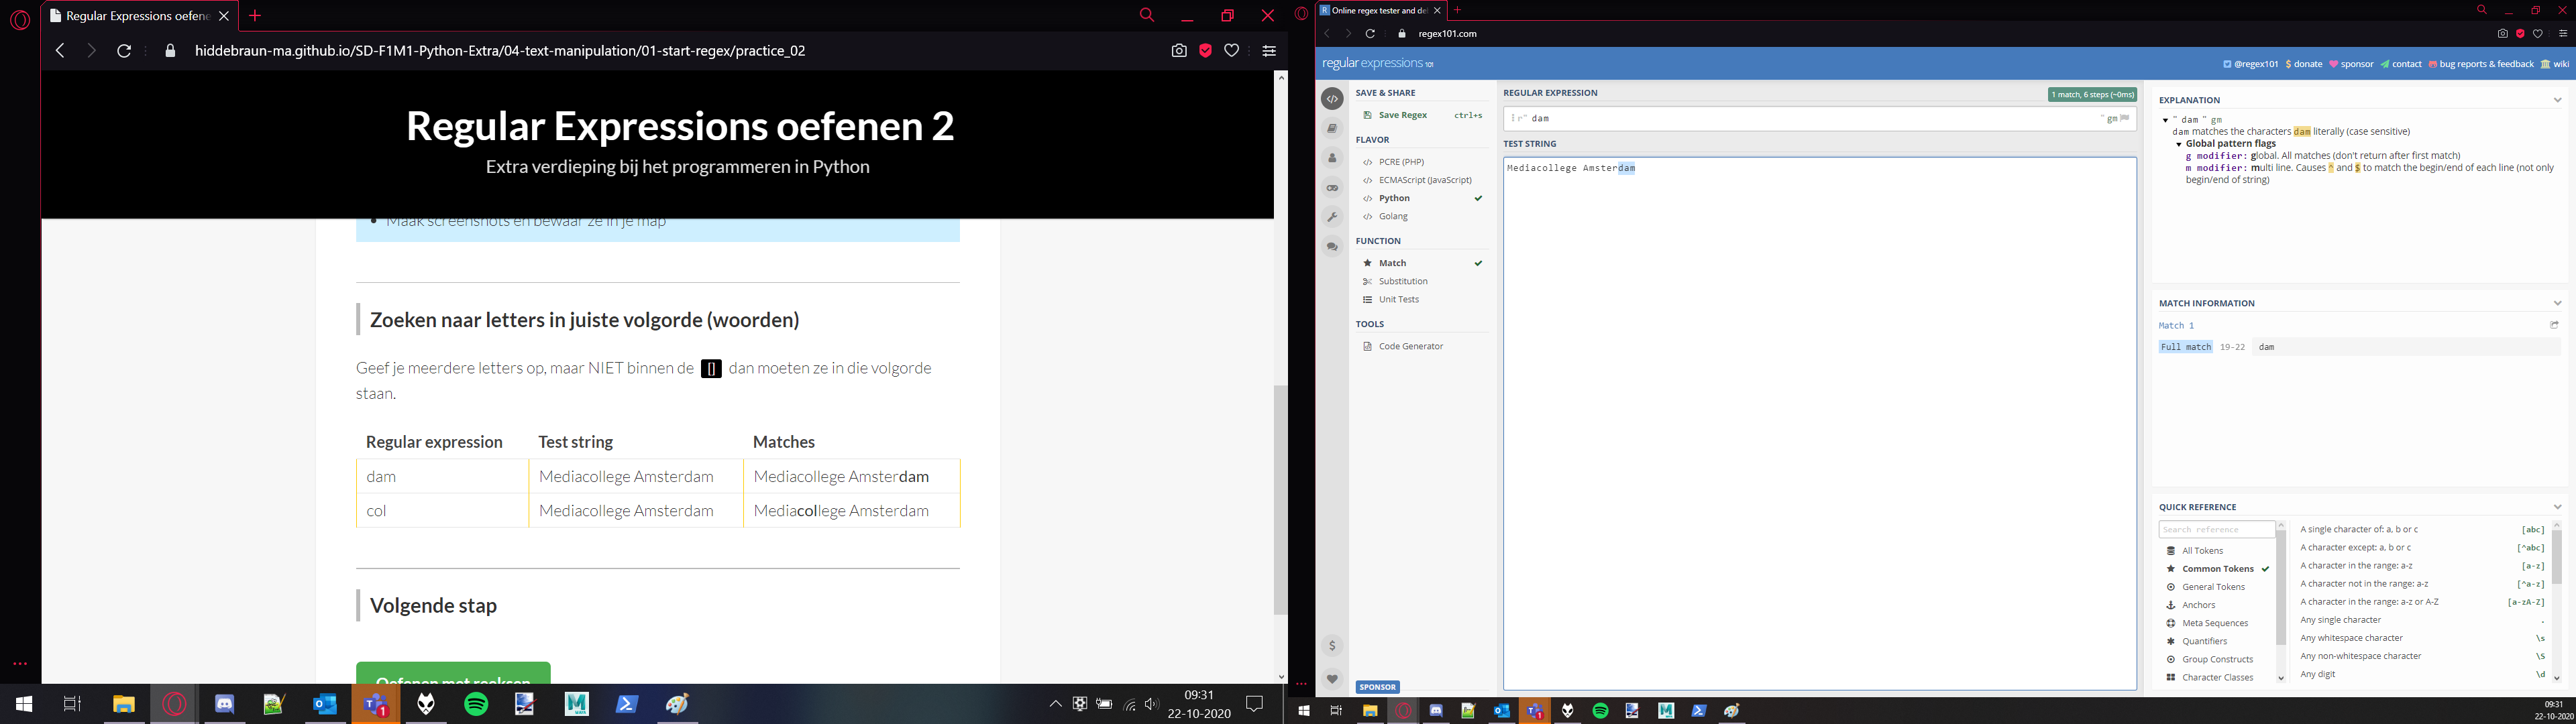 Regular Expressions oefene
hiddebraun-ma.github.io/SD-F1M1-Python-Extra/04-text-manipulation/01-start-regex/practice_02
Regular Expressions oefenen 2
Extra verdieping bij het programmeren in Python
Maak screenshots en bewaar ze in je map
Zoeken naar letters in juiste volgorde (woorden)
Geef je meerdere letters op, maar NIET binnen de [] dan moeten ze in die volgorde
staan.
Regular expression Test string Matches
dam Mediacollege Amsterdam Mediacollege Amsterdam
col Mediacollege Amsterdam Mediacollege Amsterdam
Volgende stap
Oefenen met reeksen
09:31
22-10-2020
Online regex tester and de
regex101.com
regular expressions 101
@regex101 $ donate sponsor contact bug reports & feedback wiki
SAVE & SHARE
Save Regex ctrl+s
FLAVOR
</> PCRE (PHP)
</> ECMAScript (JavaScript)
</> Python
</> Golang
FUNCTION
Match
Substitution
Unit Tests
TOOLS
Code Generator
SPONSOR
REGULAR EXPRESSION 1 match, 6 steps (~0ms)
r" dam " gm
TEST STRING
Mediacollege Amsterdam
EXPLANATION
" dam " gm
dam matches the characters dam literally (case sensitive)
Global pattern flags
g modifier: global. All matches (don't return after first match)
m modifier: multi line. Causes ^ and $ to match the begin/end of each line (not only
begin/end of string)
MATCH INFORMATION
Match 1
Full match 19-22 dam
QUICK REFERENCE
Search reference
All Tokens
Common Tokens
General Tokens
Anchors
Meta Sequences
Quantifiers
Group Constructs
Character Classes
A single character of: a, b or c [abc]
A character except: a, b or c [^abc]
A character in the range: a-z [a-z]
A character not in the range: a-z [^a-z]
A character in the range: a-z or A-Z [a-zA-Z]
Any single character .
Any whitespace character \s
Any non-whitespace character \S
Any digit \d
09:31
22-10-2020